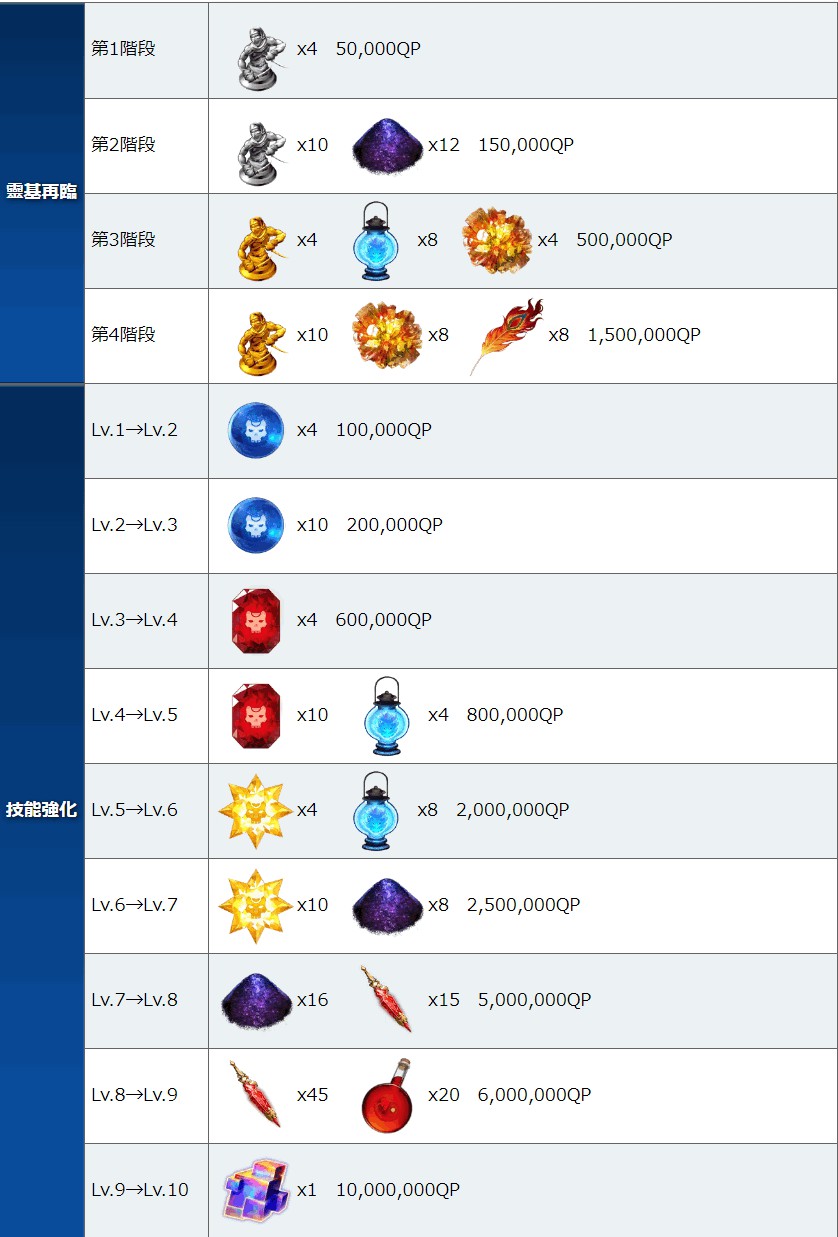 靈基再臨
第1階段 x4 50,000QP
第2階段 x10 x12 150,000QP
第3階段 x4 x8 x4 500,000QP
第4階段 x10 x8 x8 1,500,000QP
技能強化
Lv.1→Lv.2 x4 100,000QP
Lv.2→Lv.3 x10 200,000QP
Lv.3→Lv.4 x4 600,000QP
Lv.4→Lv.5 x10 x4 800,000QP
Lv.5→Lv.6 x4 x8 2,000,000QP
Lv.6→Lv.7 x10 x8 2,500,000QP
Lv.7→Lv.8 x16 x15 5,000,000QP
Lv.8→Lv.9 x45 x20 6,000,000QP
Lv.9→Lv.10 x1 10,000,000QP